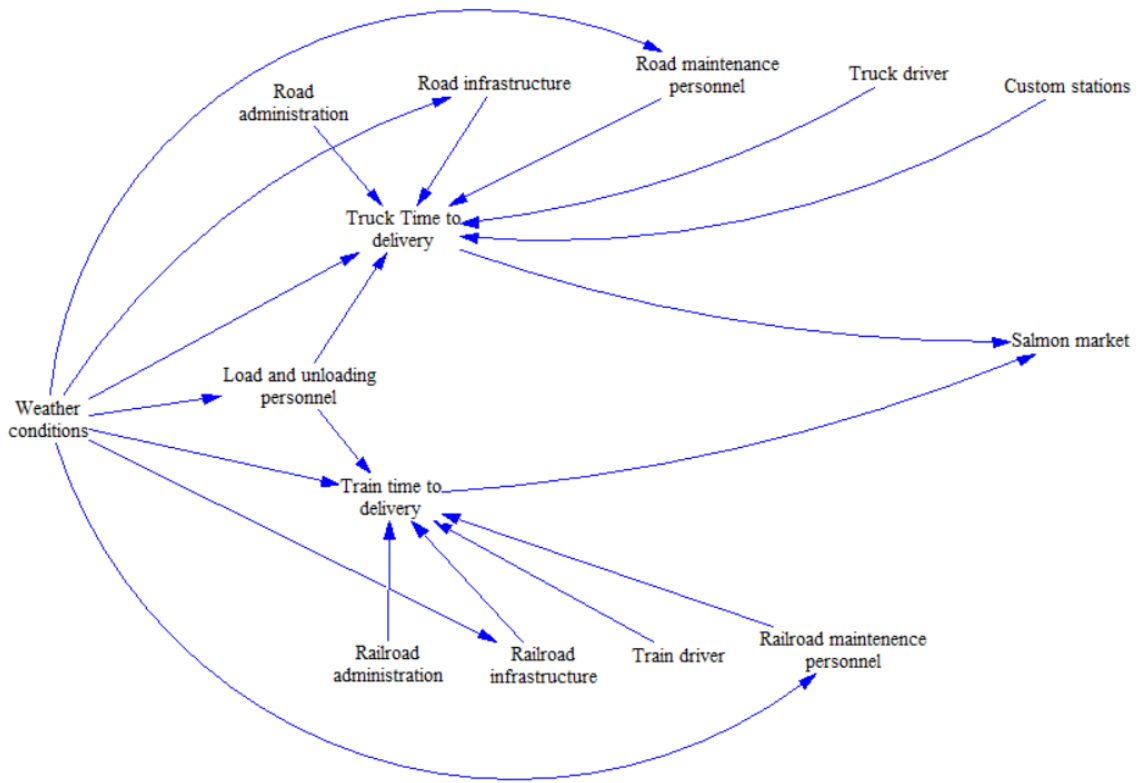 Road maintenance
personnel
Truck driver
Custom stations
Road infrastructure
Road
administration
Truck Time to
delivery
Salmon market
Load and unloading
personnel
Weather
conditions
Train time to
delivery
Railroad
administration
Railroad
infrastructure
Train driver
Railroad maintenence
personnel